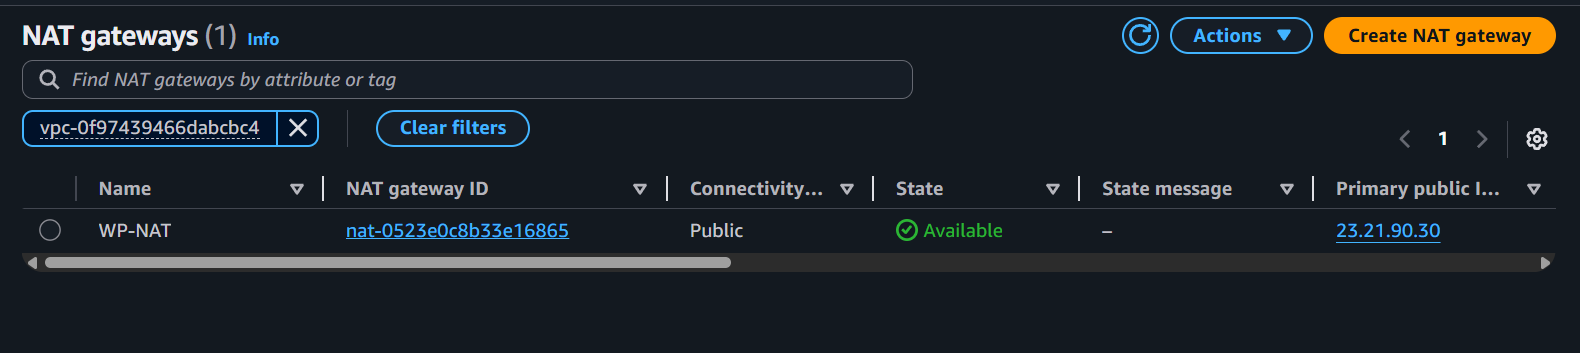 NAT gateways (1) Info
Actions
Create NAT gateway
Find NAT gateways by attribute or tag
vpc-0f97439466dabcbc4
Clear filters
1
Name NAT gateway ID Connectivity... State State message Primary public I...
WP-NAT nat-0523e0c8b33e16865 Public Available – 23.21.90.30